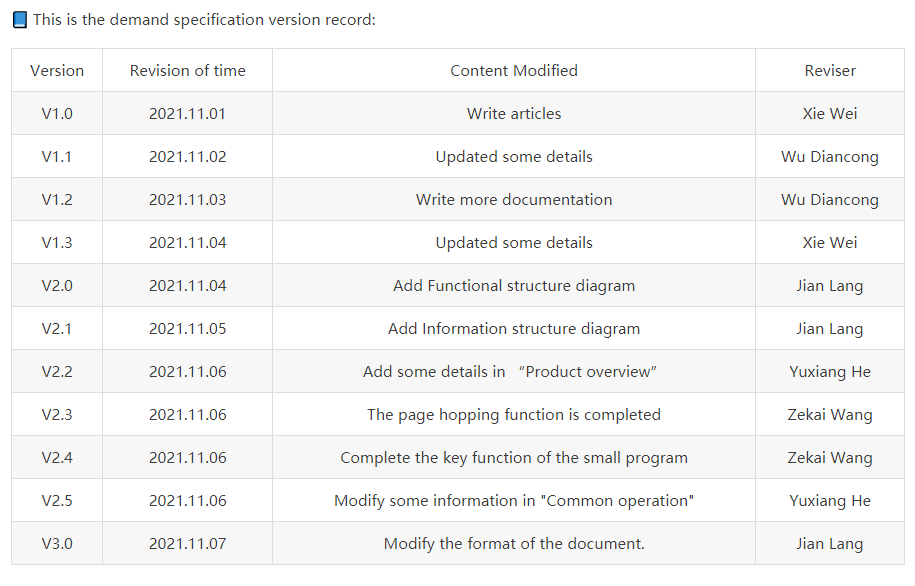 📘 This is the demand specification version record:
Version Revision of time Content Modified Reviser
V1.0 2021.11.01 Write articles Xie Wei
V1.1 2021.11.02 Updated some details Wu Diancong
V1.2 2021.11.03 Write more documentation Wu Diancong
V1.3 2021.11.04 Updated some details Xie Wei
V2.0 2021.11.04 Add Functional structure diagram Jian Lang
V2.1 2021.11.05 Add Information structure diagram Jian Lang
V2.2 2021.11.06 Add some details in “Product overview” Yuxiang He
V2.3 2021.11.06 The page hopping function is completed Zekai Wang
V2.4 2021.11.06 Complete the key function of the small program Zekai Wang
V2.5 2021.11.06 Modify some information in "Common operation" Yuxiang He
V3.0 2021.11.07 Modify the format of the document. Jian Lang